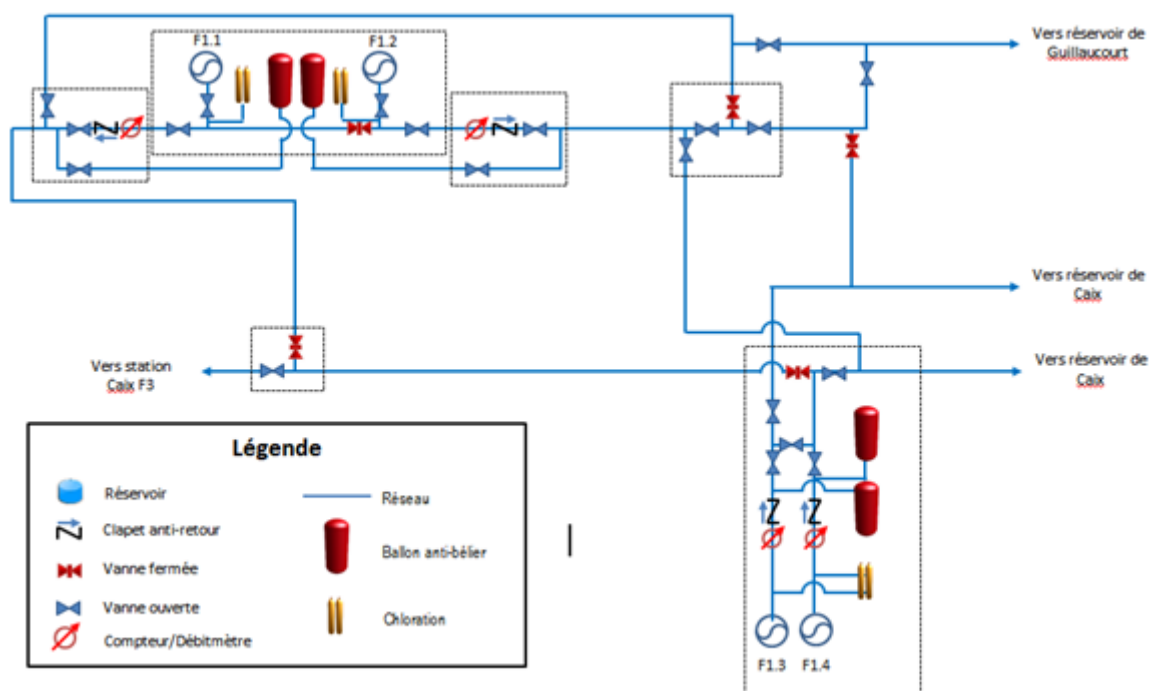 F1.1
F1.2
Vers réservoir de
Guillaucourt
Vers réservoir de
Caix
Vers station
Caix F3
Vers réservoir de
Caix
Légende
Réservoir
Réseau
Clapet anti-retour
Ballon anti-bélier
Vanne fermée
Vanne ouverte
Chloration
Compteur/Débitmètre
F1.3
F1.4